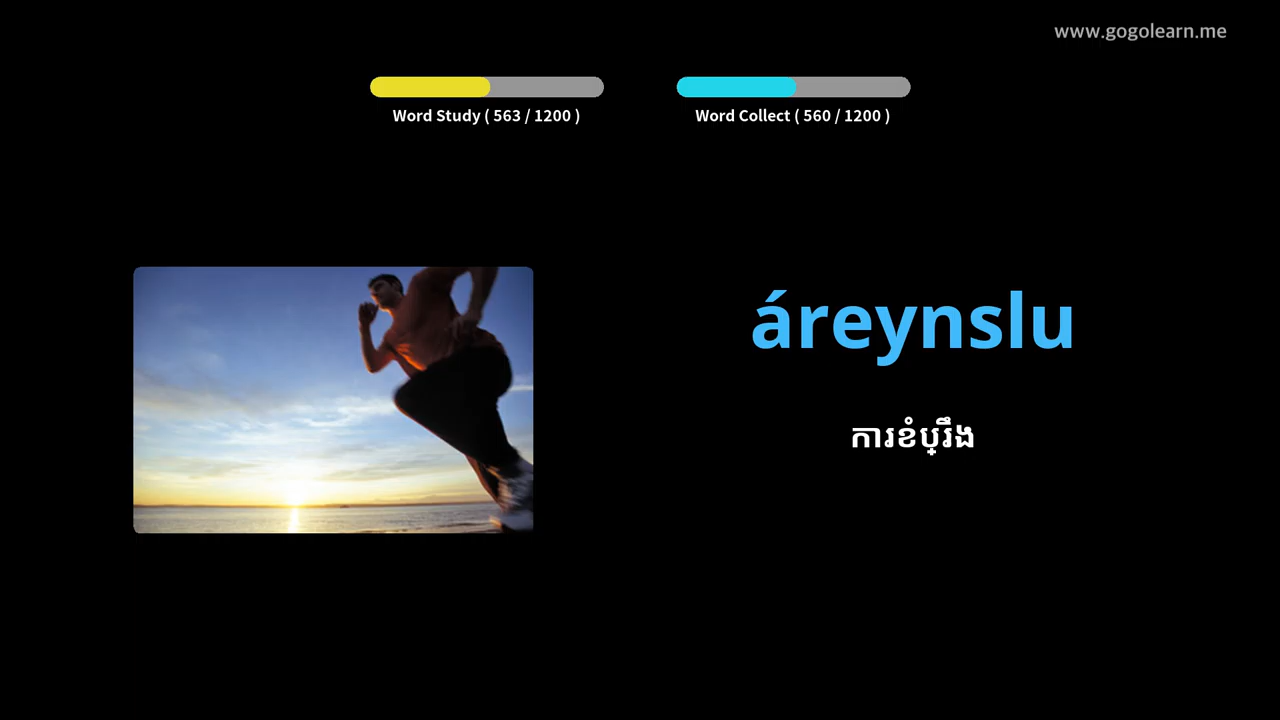 www.gogolearn.me
Word Study ( 563 / 1200 )
Word Collect ( 560 / 1200 )
áreynslu
ការខំប្រឹង